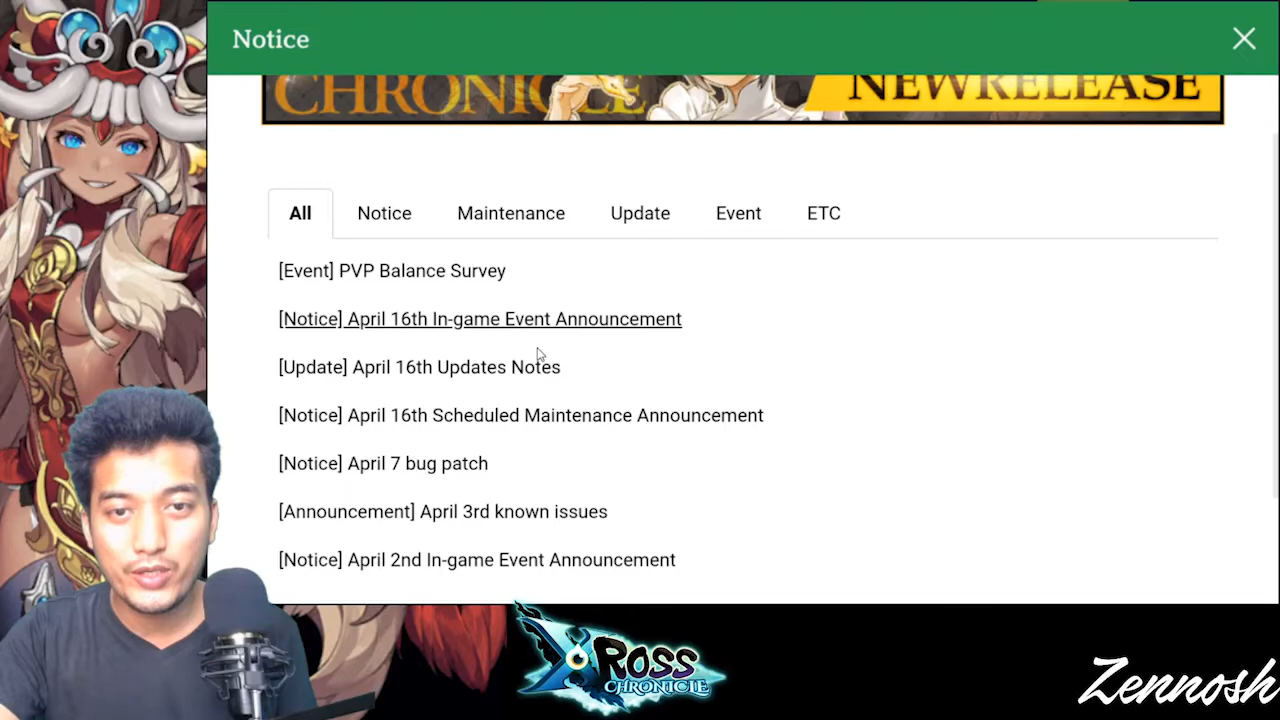 Notice
CHRONICLE
NEWRELEASE
All
Notice
Maintenance
Update
Event
ETC
[Event] PVP Balance Survey
[Notice] April 16th In-game Event Announcement
[Update] April 16th Updates Notes
[Notice] April 16th Scheduled Maintenance Announcement
[Notice] April 7 bug patch
[Announcement] April 3rd known issues
[Notice] April 2nd In-game Event Announcement
XROSS
CHRONICLE
Zennosh